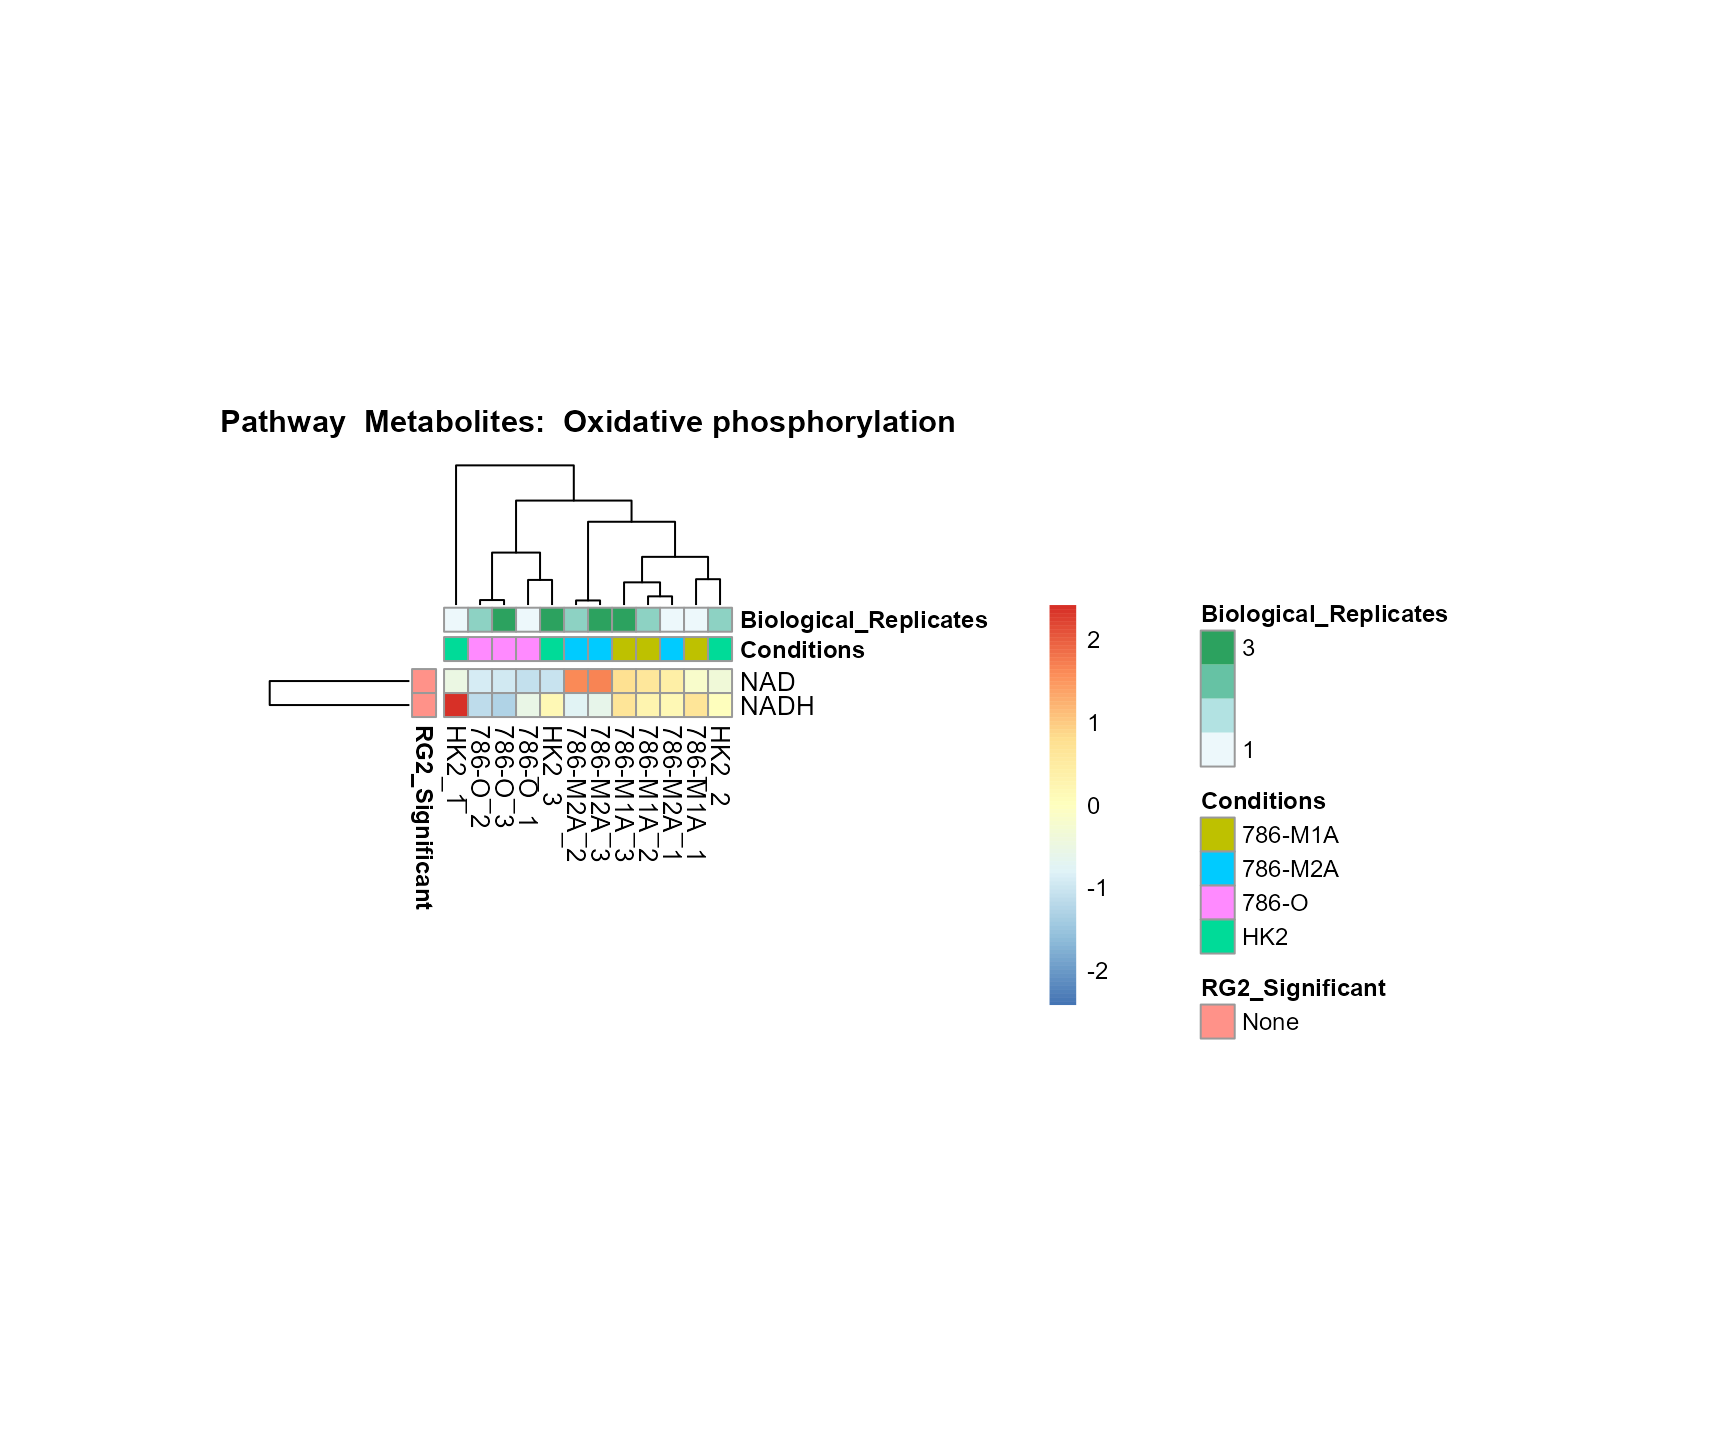 Pathway  Metabolites:  Oxidative phosphorylation
Biological_Replicates
Conditions
NAD
NADH
RG2_Significant
HK2_1
786-O_2
786-O_3
786-O_1
HK2_3
786-M2A_2
786-M2A_3
786-M1A_3
786-M1A_2
786-M2A_1
786-M1A_1
HK2_2
2
1
0
-1
-2
Biological_Replicates
3
1
Conditions
786-M1A
786-M2A
786-O
HK2
RG2_Significant
None